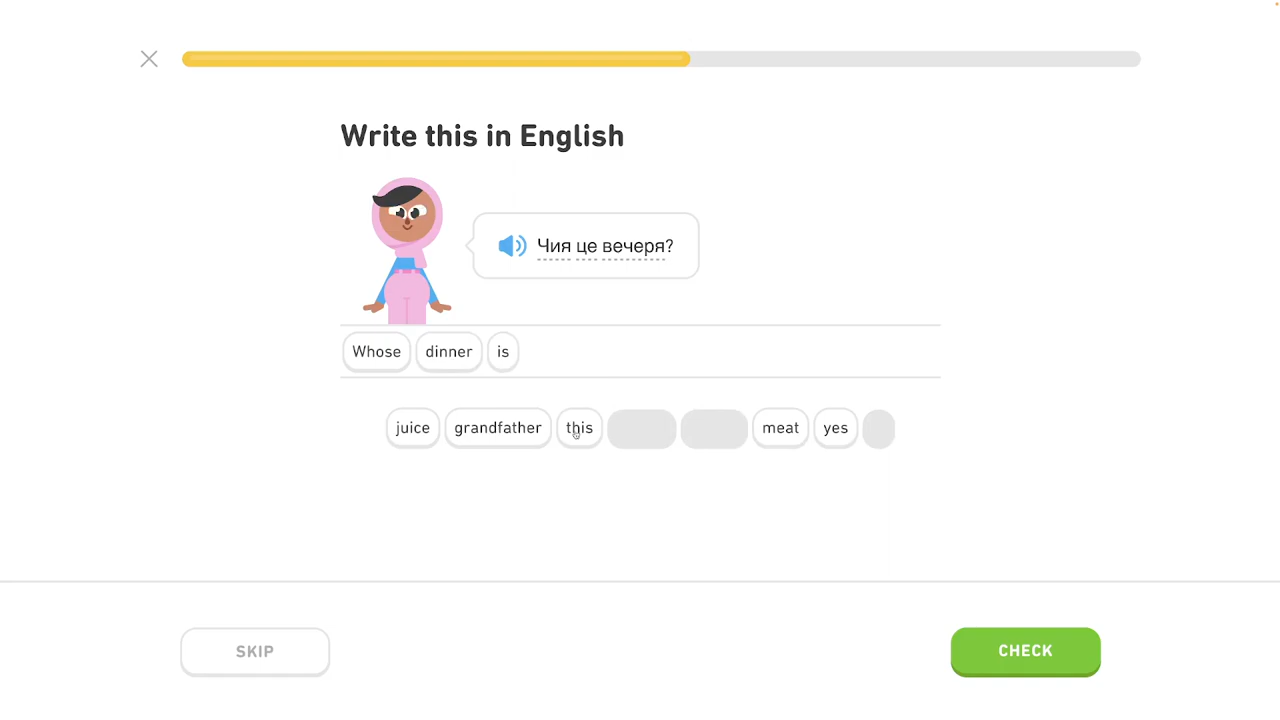 Write this in English
Чия це вечеря?
Whose dinner is
juice grandfather this meat yes
SKIP CHECK